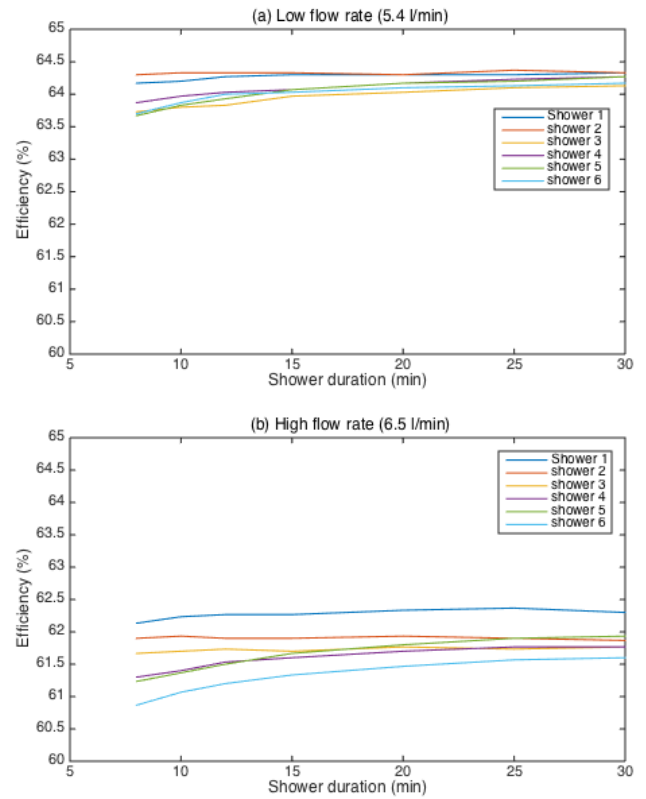 (a) Low flow rate (5.4 l/min)
65
64.5
64
63.5
63
62.5
62
61.5
61
60.5
60
Efficiency (%)
Shower 1
shower 2
shower 3
shower 4
shower 5
shower 6
5 10 15 20 25 30
Shower duration (min)
(b) High flow rate (6.5 l/min)
65
64.5
64
63.5
63
62.5
62
61.5
61
60.5
60
Efficiency (%)
Shower 1
shower 2
shower 3
shower 4
shower 5
shower 6
5 10 15 20 25 30
Shower duration (min)